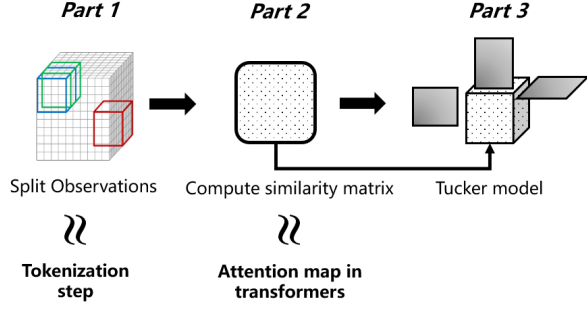 Part 1
Part 2
Part 3
Split Observations
Compute similarity matrix
Tucker model
Tokenization
step
Attention map in
transformers